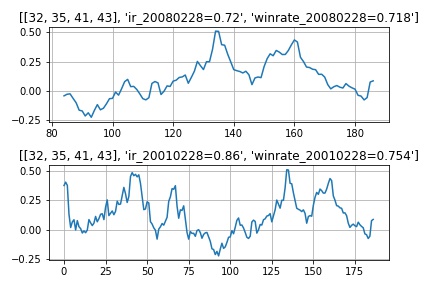 [[32, 35, 41, 43], 'ir_20080228=0.72', 'winrate_20080228=0.718']
0.50
0.25
0.00
−0.25
80 100 120 140 160 180
[[32, 35, 41, 43], 'ir_20010228=0.86', 'winrate_20010228=0.754']
0.50
0.25
0.00
−0.25
0 25 50 75 100 125 150 175